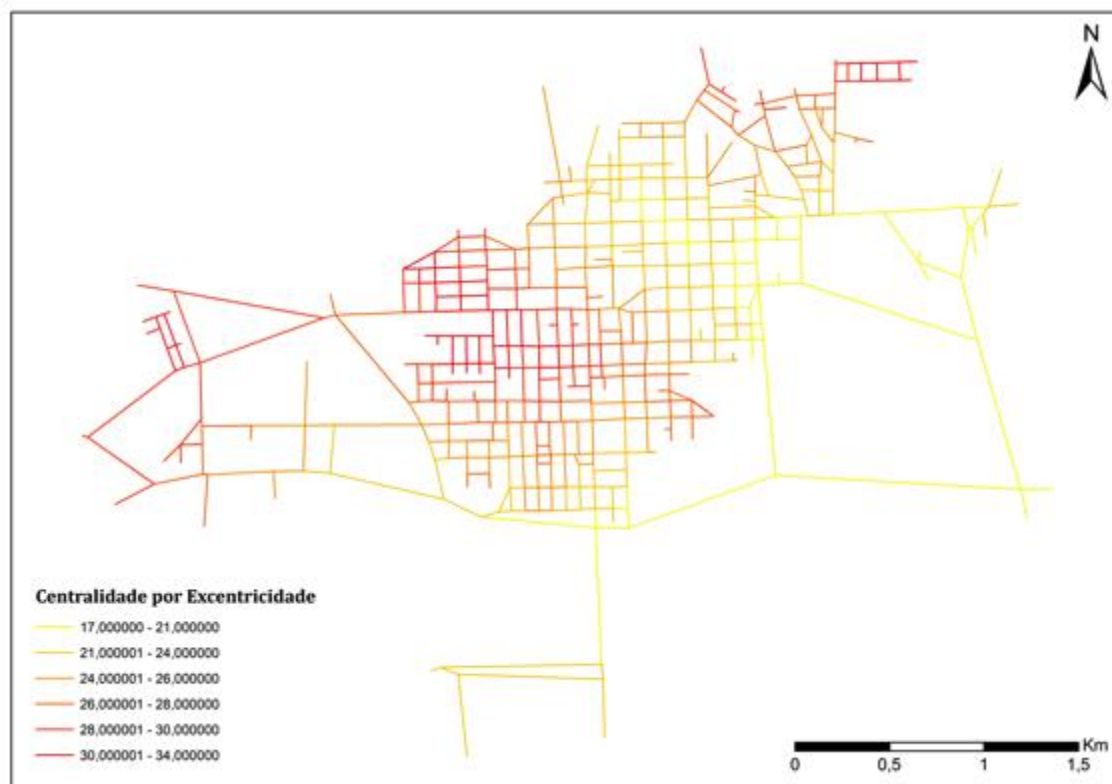 N
Centralidade por Excentricidade
17,000000 - 21,000000
21,000001 - 24,000000
24,000001 - 26,000000
26,000001 - 28,000000
28,000001 - 30,000000
30,000001 - 34,000000
Km
0 0,5 1 1,5